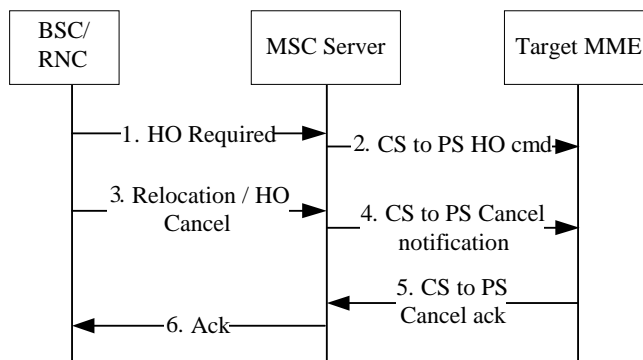 BSC/
RNC
MSC Server
Target MME
1. HO Required
2. CS to PS HO cmd
3. Relocation / HO
Cancel
4. CS to PS Cancel
notification
5. CS to PS
Cancel ack
6. Ack